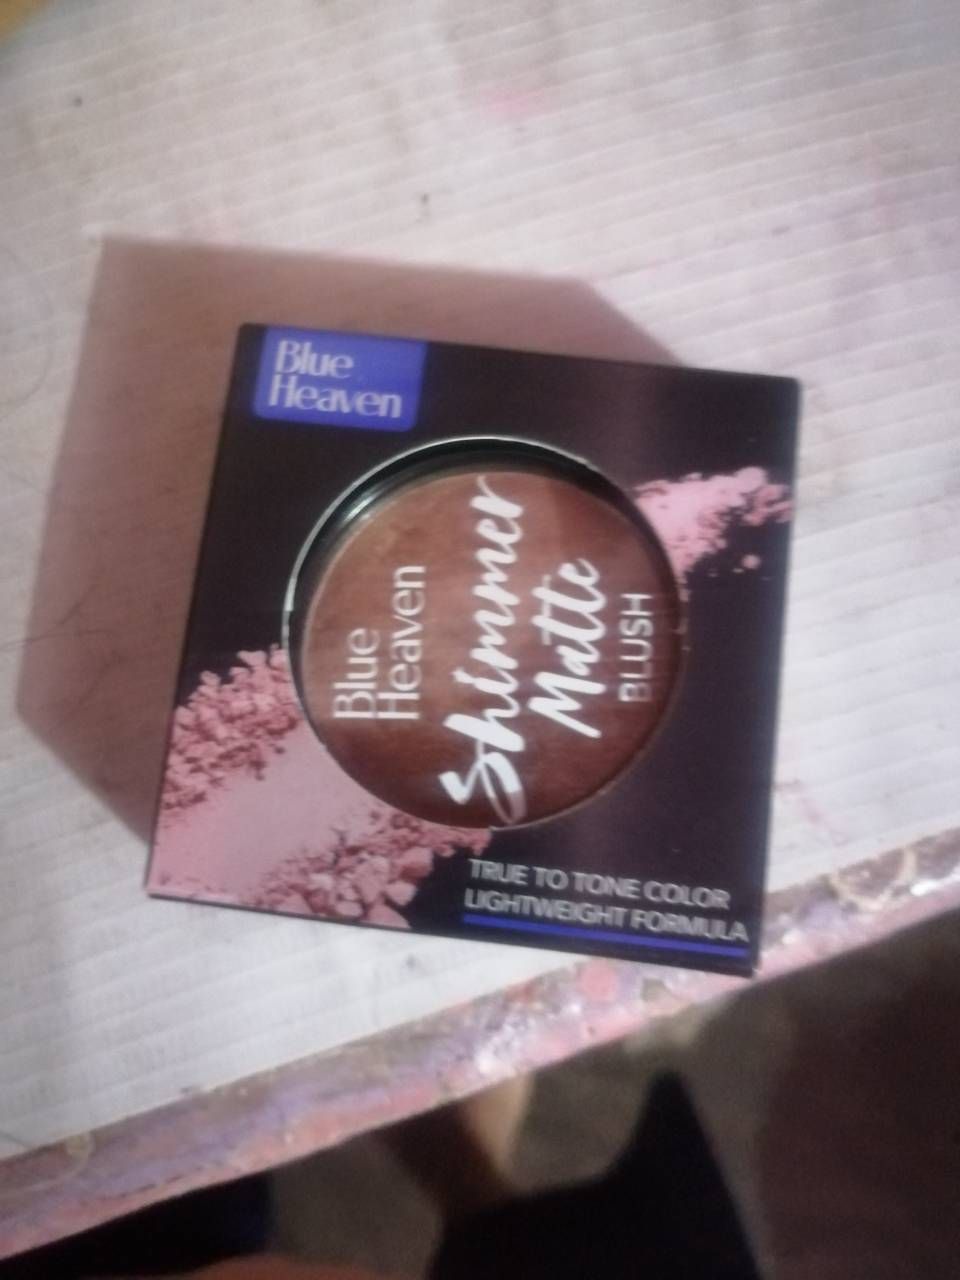 Blue
Heaven
Blue
Heaven
Shimmer
Matte
BLUSH
TRUE TO TONE COLOR
LIGHTWEIGHT FORMULA